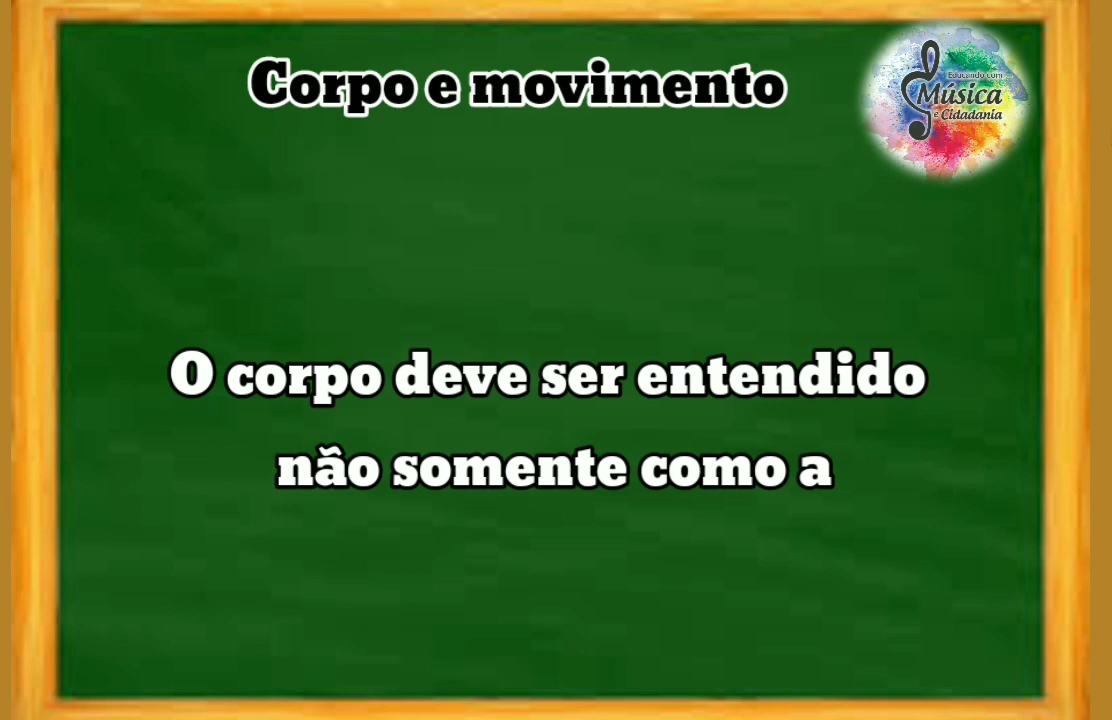 Corpo e movimento
Educando com
Música
e Cidadania
O corpo deve ser entendido
não somente como a